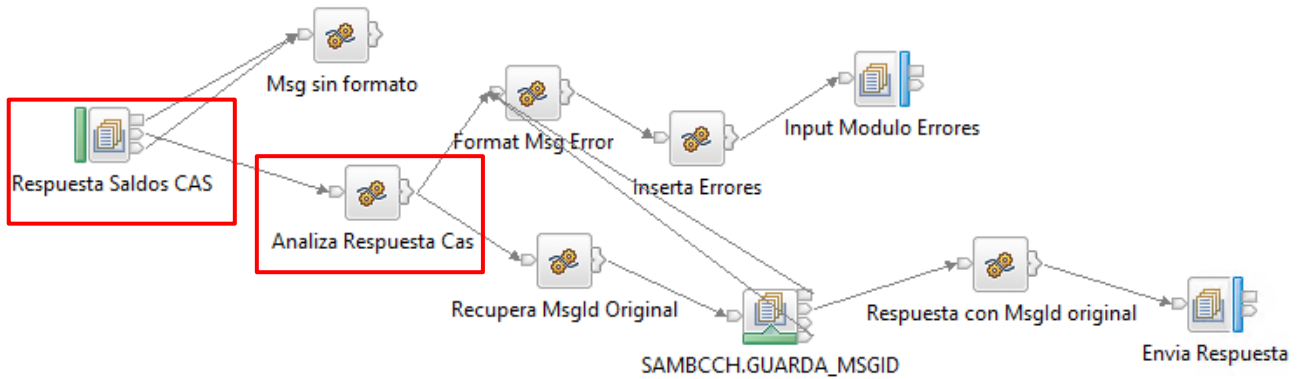 Msg sin formato
Input Modulo Errores
Format Msg Error
Respuesta Saldos CAS
Inserta Errores
Analiza Respuesta Cas
Recupera MsgId Original
Respuesta con MsgId original
Envia Respuesta
SAMBCCH.GUARDA_MSGID